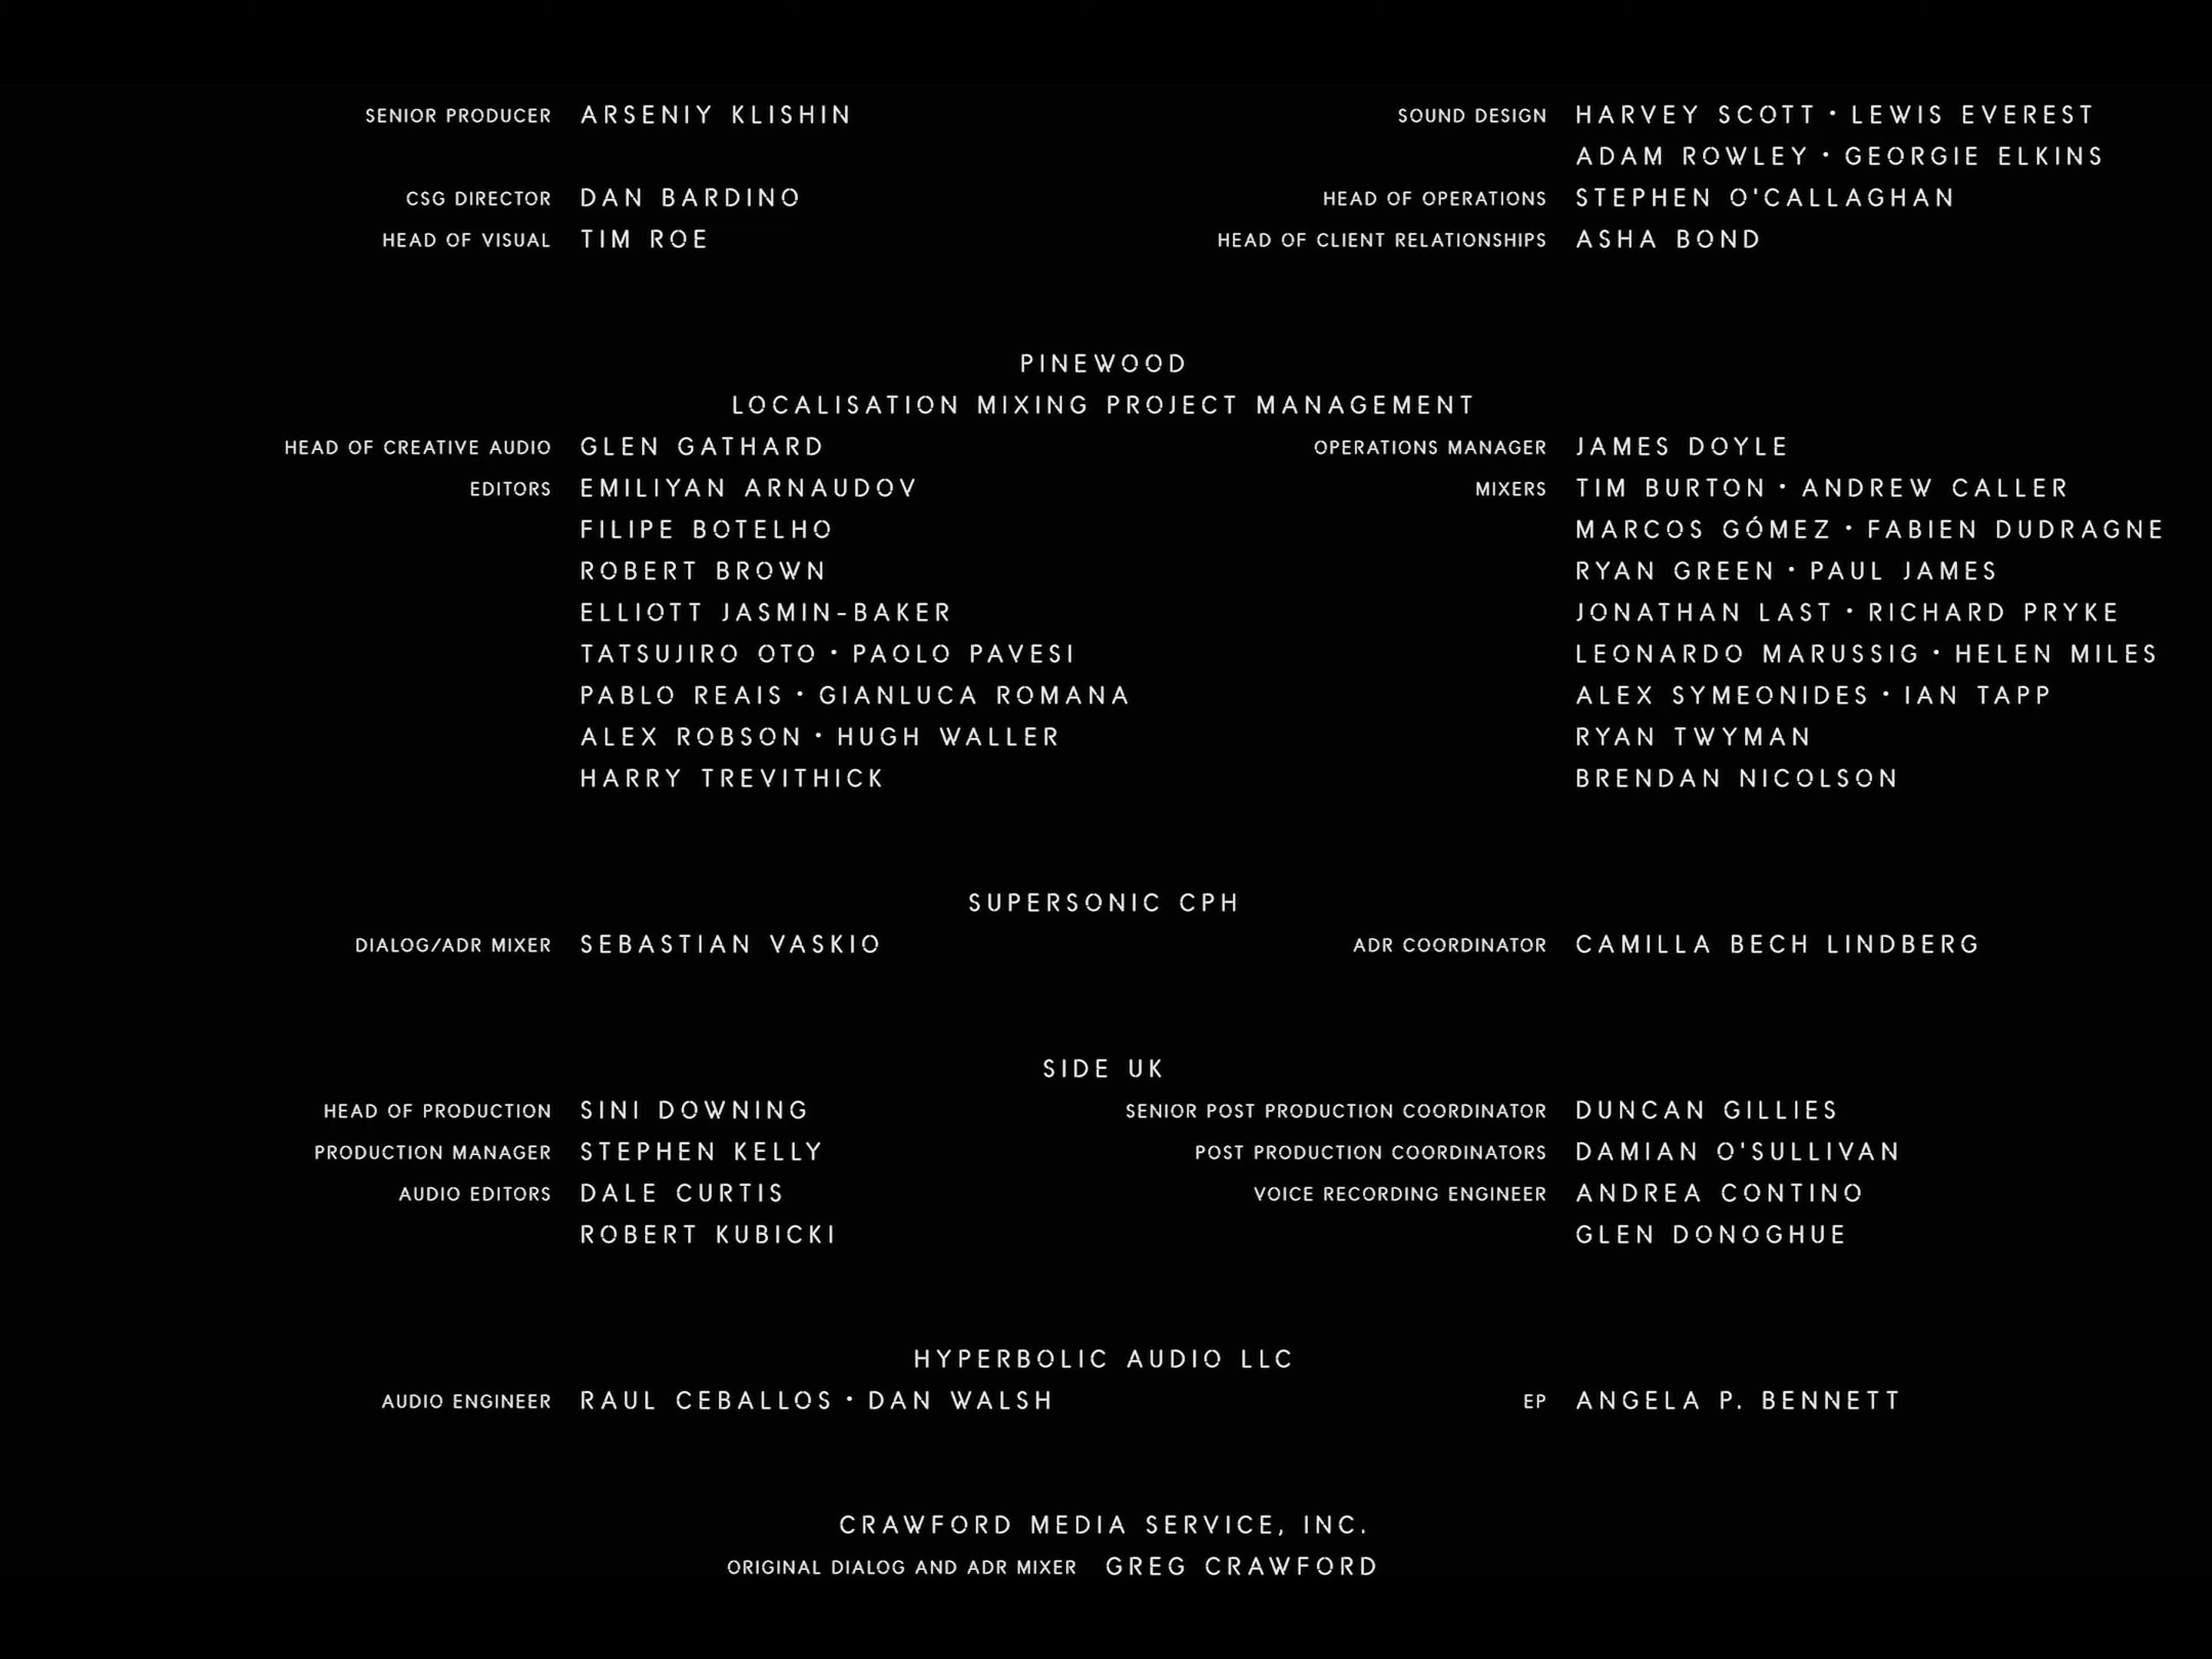 SENIOR PRODUCER ARSENIY KLISHIN
CSG DIRECTOR DAN BARDINO
HEAD OF VISUAL TIM ROE
SOUND DESIGN HARVEY SCOTT • LEWIS EVEREST
ADAM ROWLEY • GEORGIE ELKINS
HEAD OF OPERATIONS STEPHEN O'CALLAGHAN
HEAD OF CLIENT RELATIONSHIPS ASHA BOND
PINEWOOD
LOCALISATION MIXING PROJECT MANAGEMENT
HEAD OF CREATIVE AUDIO GLEN GATHARD
EDITORS EMILIYAN ARNAUDOV
FILIPE BOTELHO
ROBERT BROWN
ELLIOTT JASMIN-BAKER
TATSUJIRO OTO • PAOLO PAVESI
PABLO REAIS • GIANLUCA ROMANA
ALEX ROBSON • HUGH WALLER
HARRY TREVITHICK
OPERATIONS MANAGER JAMES DOYLE
MIXERS TIM BURTON • ANDREW CALLER
MARCOS GÓMEZ • FABIEN DUDRAGNE
RYAN GREEN • PAUL JAMES
JONATHAN LAST • RICHARD PRYKE
LEONARDO MARUSSIG • HELEN MILES
ALEX SYMEONIDES • IAN TAPP
RYAN TWYMAN
BRENDAN NICOLSON
SUPERSONIC CPH
DIALOG/ADR MIXER SEBASTIAN VASKIO
ADR COORDINATOR CAMILLA BECH LINDBERG
SIDE UK
HEAD OF PRODUCTION SINI DOWNING
PRODUCTION MANAGER STEPHEN KELLY
AUDIO EDITORS DALE CURTIS
ROBERT KUBICKI
SENIOR POST PRODUCTION COORDINATOR DUNCAN GILLIES
POST PRODUCTION COORDINATORS DAMIAN O'SULLIVAN
VOICE RECORDING ENGINEER ANDREA CONTINO
GLEN DONOGHUE
HYPERBOLIC AUDIO LLC
AUDIO ENGINEER RAUL CEBALLOS • DAN WALSH
EP ANGELA P. BENNETT
CRAWFORD MEDIA SERVICE, INC.
ORIGINAL DIALOG AND ADR MIXER GREG CRAWFORD